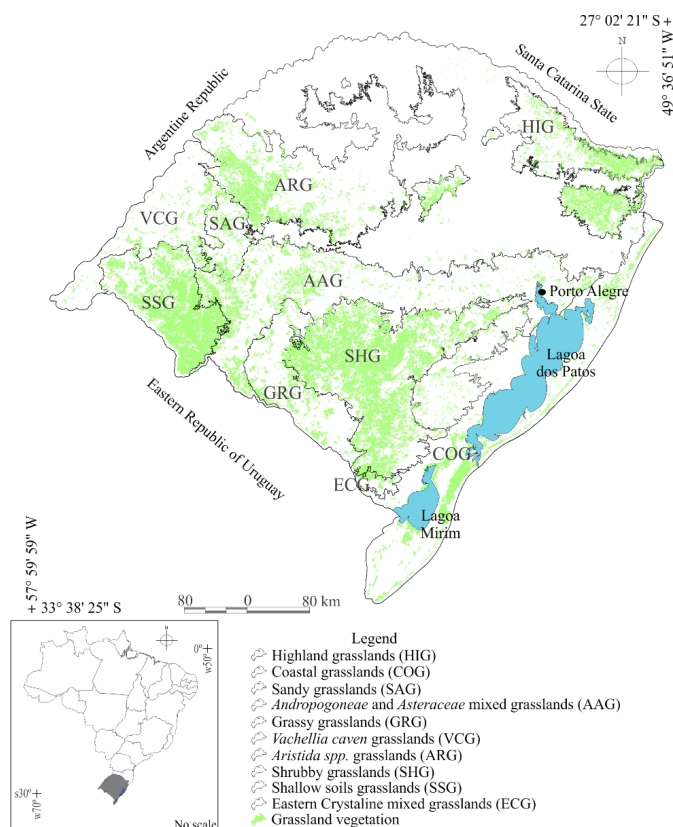 27° 02' 21" S +
49° 36' 51" W
N
Santa Catarina State
Argentine Republic
HIG
ARG
VCG
SAG
AAG
SSG
Porto Alegre
SHG
Lagoa
dos Patos
GRG
Eastern Republic of Uruguay
COG
ECG
Lagoa
Mirim
57° 59' 59" W
+ 33° 38' 25" S
80 0 80 km
0°
w50°
s30°
w70°
No scale
Legend
Highland grasslands (HIG)
Coastal grasslands (COG)
Sandy grasslands (SAG)
Andropogoneae and Asteraceae mixed grasslands (AAG)
Grassy grasslands (GRG)
Vachellia caven grasslands (VCG)
Aristida spp. grasslands (ARG)
Shrubby grasslands (SHG)
Shallow soils grasslands (SSG)
Eastern Crystaline mixed grasslands (ECG)
Grassland vegetation